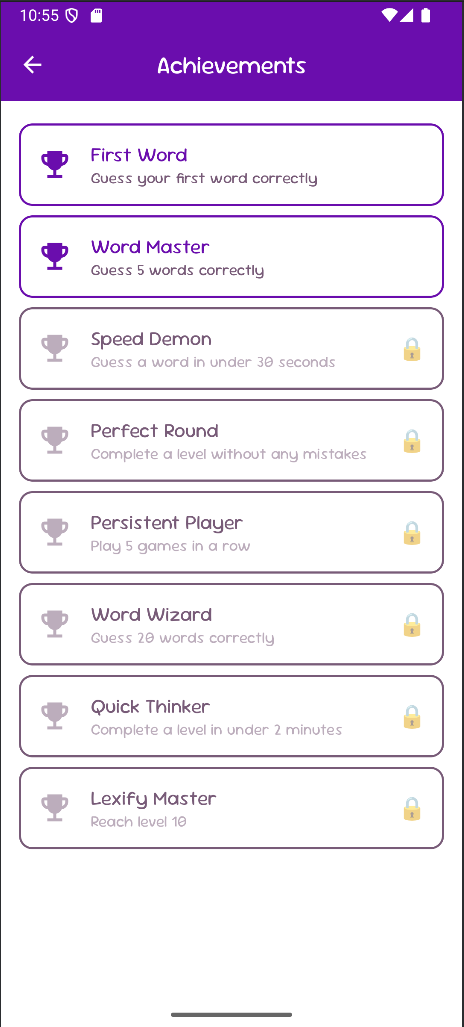 10:55
Achievements
First Word
Guess your first word correctly
Word Master
Guess 5 words correctly
Speed Demon
Guess a word in under 30 seconds
Perfect Round
Complete a level without any mistakes
Persistent Player
Play 5 games in a row
Word Wizard
Guess 20 words correctly
Quick Thinker
Complete a level in under 2 minutes
Lexify Master
Reach level 10